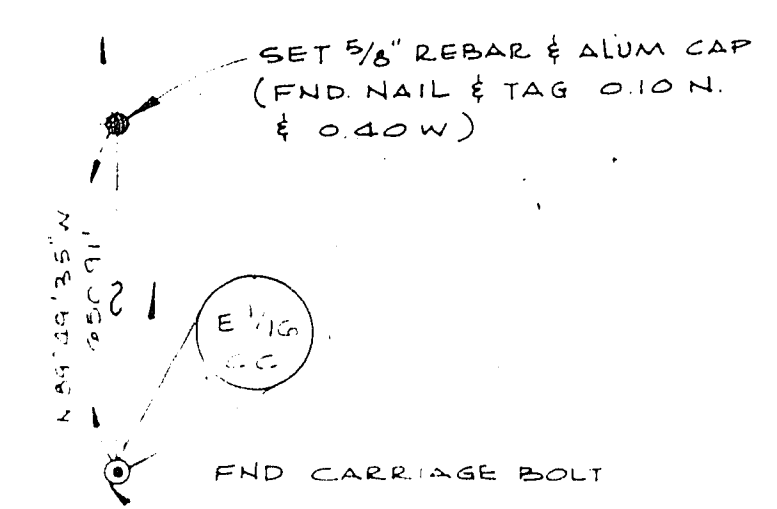 SET 5/8" REBAR & ALUM CAP
(FND. NAIL & TAG 0.10 N.
& 0.40 W)
E 1/16
C.C.
FND CARRIAGE BOLT